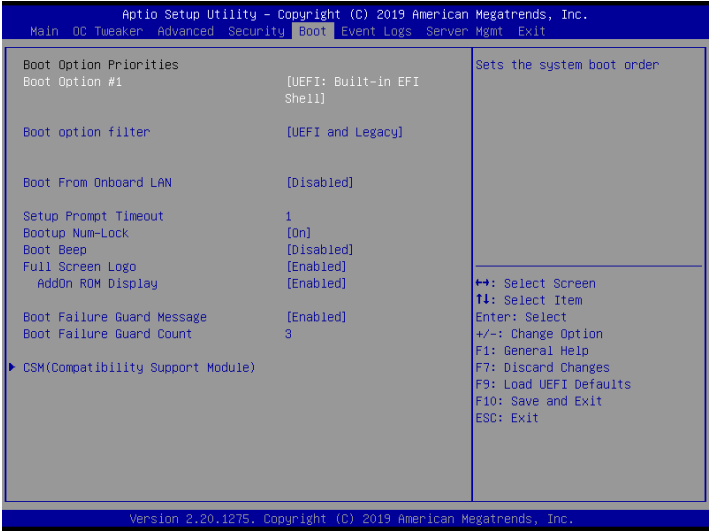 Aptio Setup Utility – Copyright (C) 2019 American Megatrends, Inc.
Main OC Tweaker Advanced Security Boot Event Logs Server Mgmt Exit
Boot Option Priorities
Boot Option #1 [UEFI: Built-in EFI
Shell]
Boot option filter [UEFI and Legacy]
Boot From Onboard LAN [Disabled]
Setup Prompt Timeout 1
Bootup Num-Lock [On]
Boot Beep [Disabled]
Full Screen Logo [Enabled]
AddOn ROM Display [Enabled]
Boot Failure Guard Message [Enabled]
Boot Failure Guard Count 3
CSM(Compatibility Support Module)
Sets the system boot order
↔: Select Screen
↑↓: Select Item
Enter: Select
+/-: Change Option
F1: General Help
F7: Discard Changes
F9: Load UEFI Defaults
F10: Save and Exit
ESC: Exit
Version 2.20.1275. Copyright (C) 2019 American Megatrends, Inc.